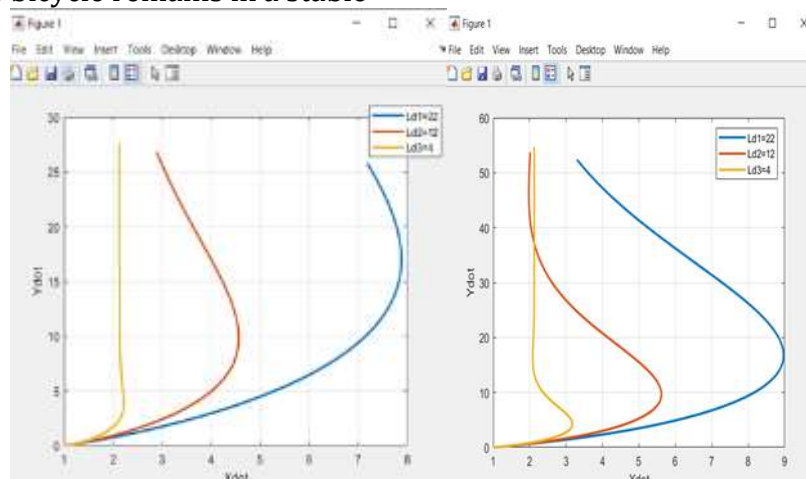 bicycle remains in a stable
Figure 1
File Edit View Insert Tools Desktop Window Help
30
25
20
15
10
5
0
Ydot
1 2 3 4 5 6 7 8
Xdot
Ld1=22
Ld2=12
Ld3=4
Figure 1
File Edit View Insert Tools Desktop Window Help
60
50
40
30
20
10
0
Ydot
1 2 3 4 5 6 7 8 9
Xdot
Ld1=22
Ld2=12
Ld3=4